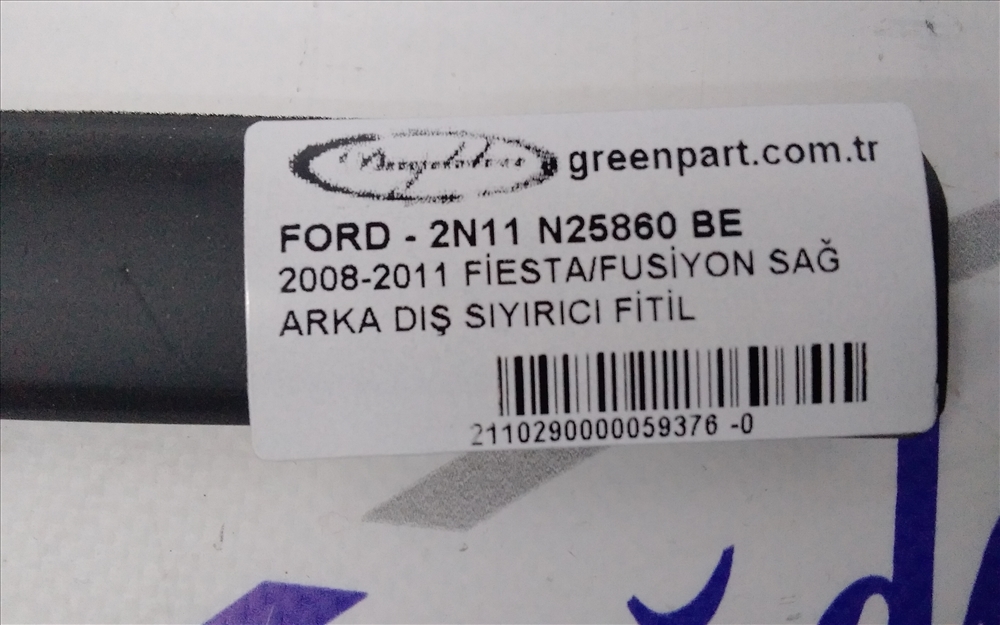 greenpart.com.tr
FORD - 2N11 N25860 BE
2008-2011 FİESTA/FUSİYON SAĞ
ARKA DIŞ SIYIRICI FİTİL
2110290000059376 -0